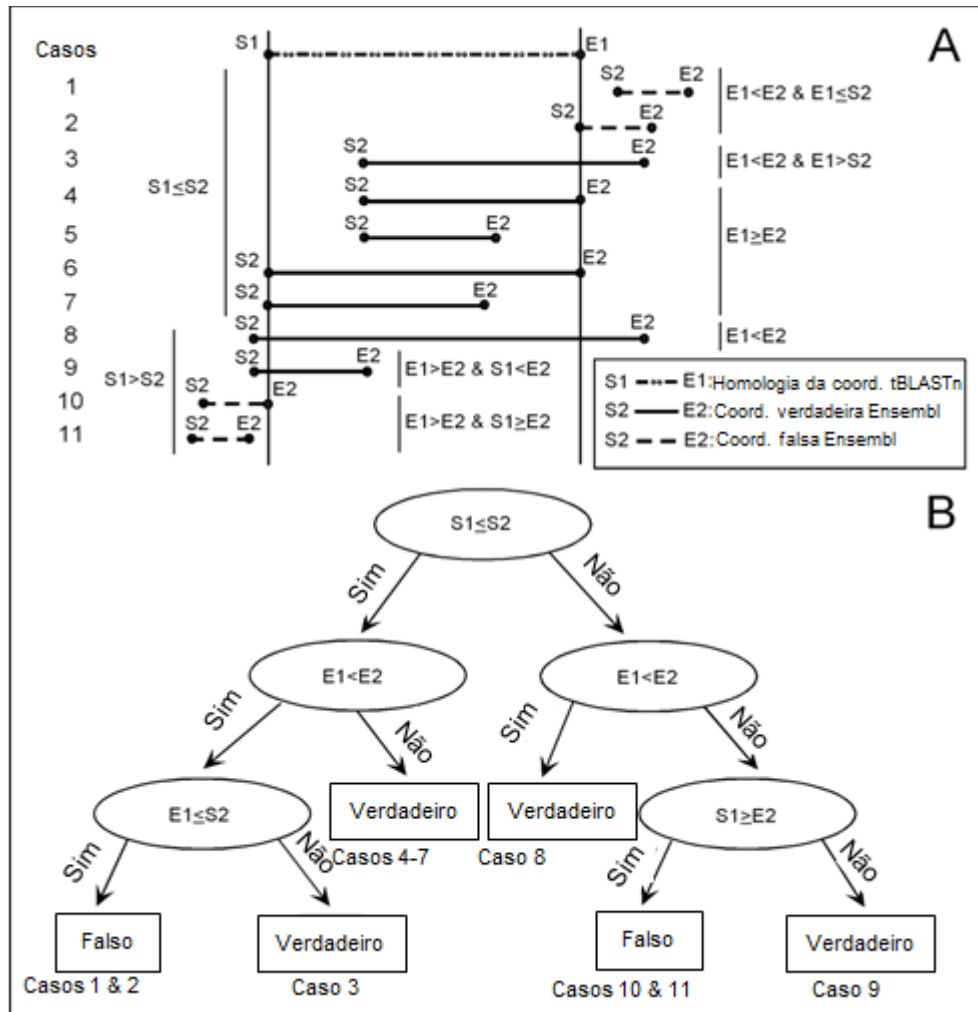 A
Casos
S1 E1
1 S2 E2 E1<E2 & E1≤S2
2 S2 E2
3 S2 E2 E1<E2 & E1>S2
S1≤S2
4 S2 E2
5 S2 E2 E1≥E2
6 S2 E2
7 S2 E2
8 S2 E2 E1<E2
S1>S2
9 S2 E2 E1>E2 & S1<E2
10 S2 E2
11 S2 E2 E1>E2 & S1≥E2
S1 E1:Homologia da coord. tBLASTn
S2 E2:Coord. verdadeira Ensembl
S2 E2:Coord. falsa Ensembl
B
S1≤S2
Sim Não
E1<E2 E1<E2
Sim Não Sim Não
E1≤S2 Verdadeiro Verdadeiro S1≥E2
Casos 4-7 Caso 8
Sim Não Sim Não
Falso Verdadeiro Falso Verdadeiro
Casos 1 & 2 Caso 3 Casos 10 & 11 Caso 9